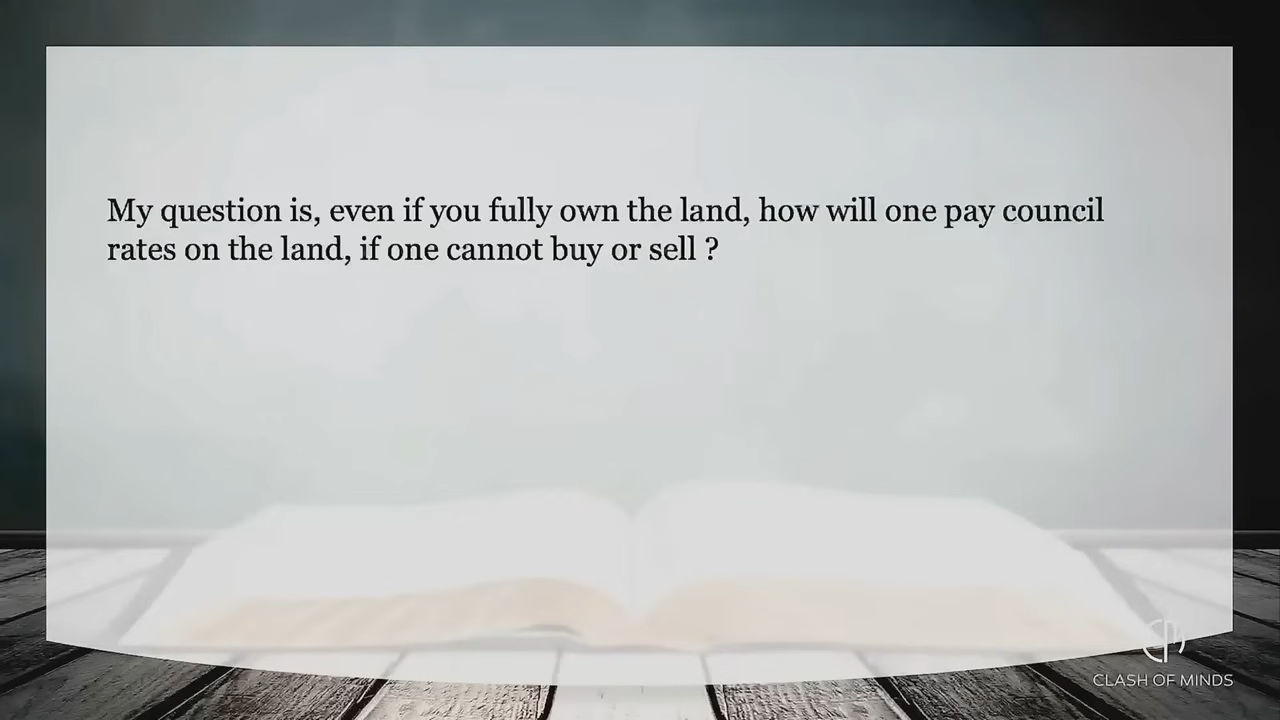 My question is, even if you fully own the land, how will one pay council
rates on the land, if one cannot buy or sell ?
CLASH OF MINDS